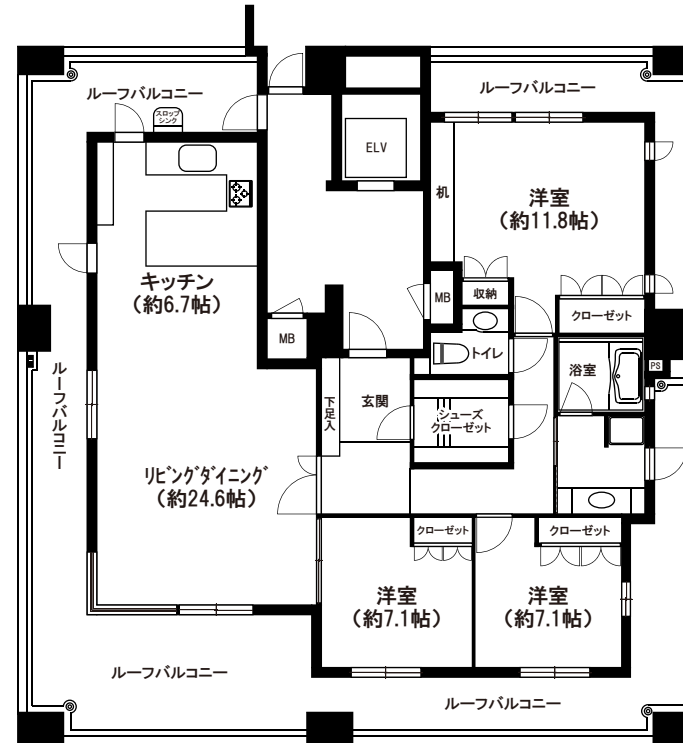 ルーフバルコニー
ルーフバルコニー
スロップ
シンク
ELV
机
洋室
（約11.8帖）
キッチン
（約6.7帖）
MB
収納
クローゼット
MB
トイレ
浴室
PS
ルーフバルコニー
下足入
玄関
シューズ
クローゼット
リビングダイニング
（約24.6帖）
クローゼット
クローゼット
洋室
（約7.1帖）
洋室
（約7.1帖）
ルーフバルコニー
ルーフバルコニー